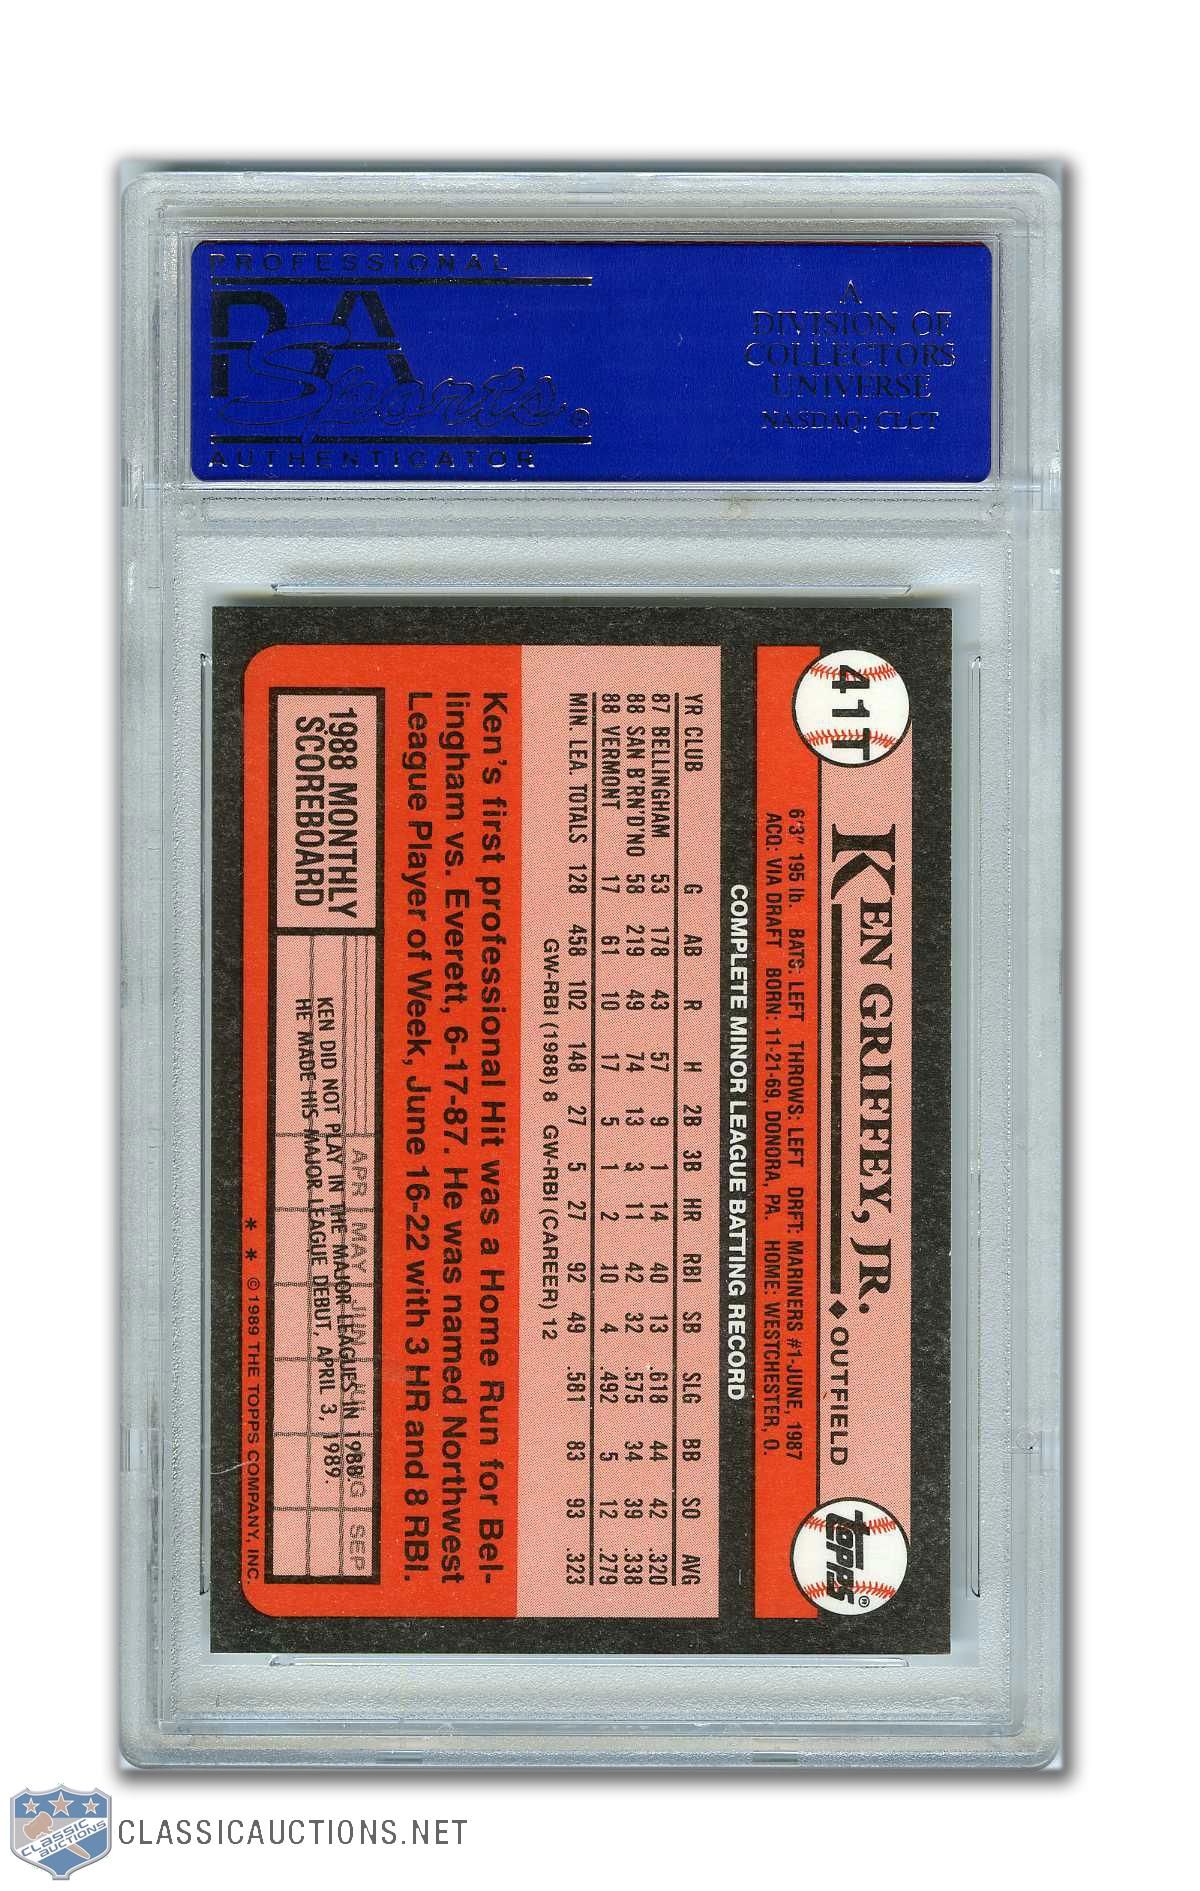 PROFESSIONAL
PSA
Sports®
AUTHENTICATOR
A
DIVISION OF
COLLECTORS
UNIVERSE
NASDAQ: CLCT
41T
KEN GRIFFEY, JR. ◆ OUTFIELD
topps®
6'3" 195 lb. BATS: LEFT THROWS: LEFT DRFT: MARINERS #1-JUNE, 1987
ACQ: VIA DRAFT BORN: 11-21-69, DONORA, PA. HOME: WESTCHESTER, O.
COMPLETE MINOR LEAGUE BATTING RECORD
YR CLUB G AB R H 2B 3B HR RBI SB SLG BB SO AVG
87 BELLINGHAM 53 178 43 57 9 1 14 40 13 .618 44 42 .320
88 SAN B'RN'D'NO 58 219 49 74 13 3 11 42 32 .575 34 39 .338
88 VERMONT 17 61 10 17 5 1 2 10 4 .492 5 12 .279
MIN. LEA. TOTALS 128 458 102 148 27 5 27 92 49 .581 83 93 .323
GW-RBI (1988) 8 GW-RBI (CAREER) 12
Ken's first professional Hit was a Home Run for Bel-
lingham vs. Everett, 6-17-87. He was named Northwest
League Player of Week, June 16-22 with 3 HR and 8 RBI.
1988 MONTHLY
SCOREBOARD
APR MAY JUN JUL AUG SEP
KEN DID NOT PLAY IN THE MAJOR LEAGUES IN 1988.
HE MADE HIS MAJOR LEAGUE DEBUT, APRIL 3, 1989.
* * © 1989 THE TOPPS COMPANY, INC.
CLASSIC
AUCTIONS
CLASSICAUCTIONS.NET